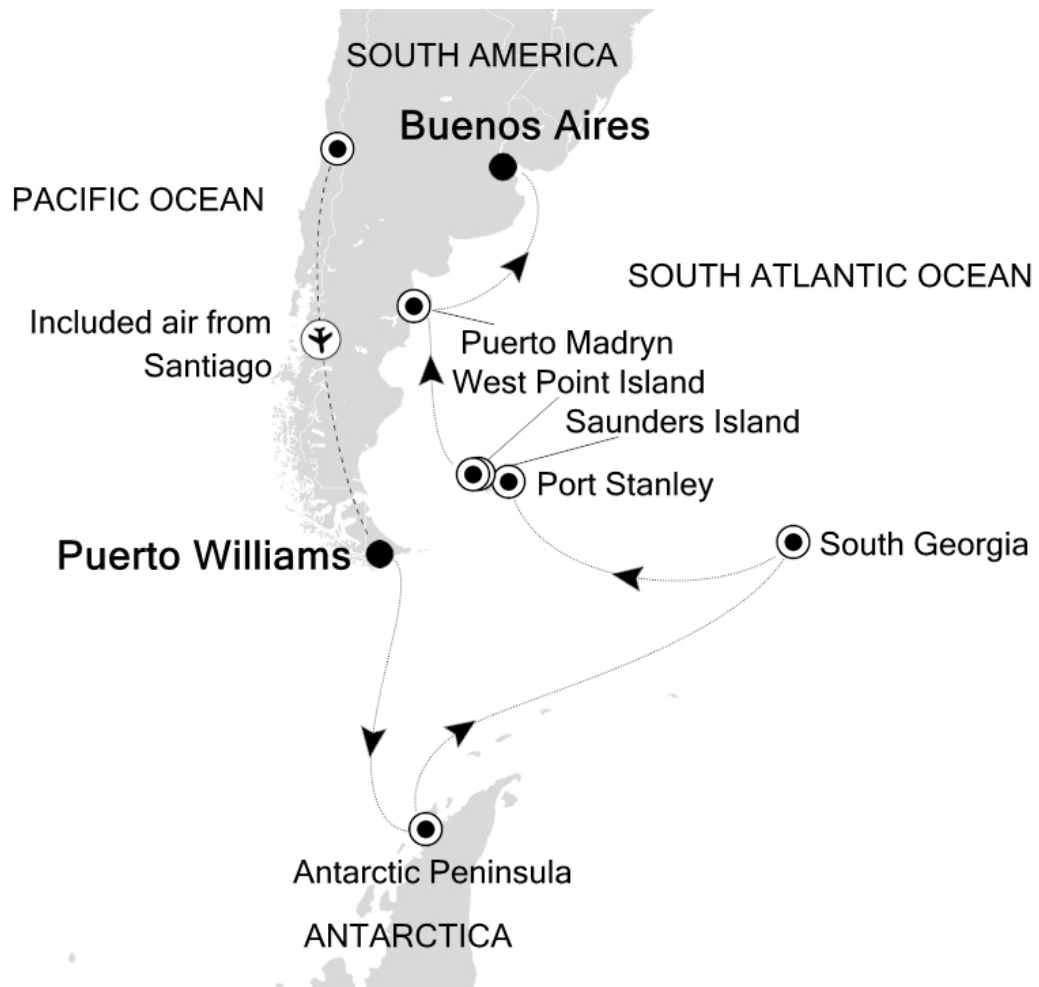 SOUTH AMERICA
Buenos Aires
PACIFIC OCEAN
SOUTH ATLANTIC OCEAN
Included air from
Santiago
Puerto Madryn
West Point Island
Saunders Island
Port Stanley
Puerto Williams
South Georgia
Antarctic Peninsula
ANTARCTICA